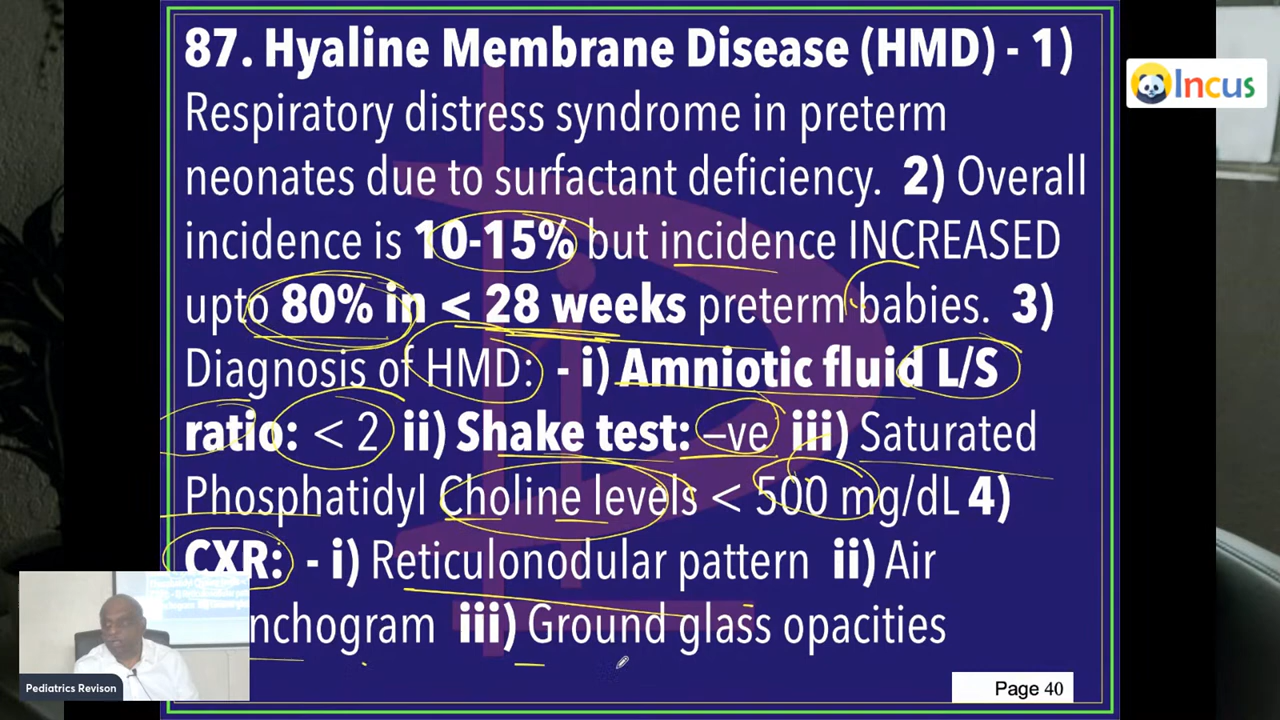 87. Hyaline Membrane Disease (HMD) - 1)
Respiratory distress syndrome in preterm
neonates due to surfactant deficiency. 2) Overall
incidence is 10-15% but incidence INCREASED
upto 80% in < 28 weeks preterm babies. 3)
Diagnosis of HMD: - i) Amniotic fluid L/S
ratio: < 2 ii) Shake test: –ve iii) Saturated
Phosphatidyl Choline levels < 500 mg/dL 4)
CXR: - i) Reticulonodular pattern ii) Air
nchogram iii) Ground glass opacities
Page 40
Incus
Pediatrics Revison